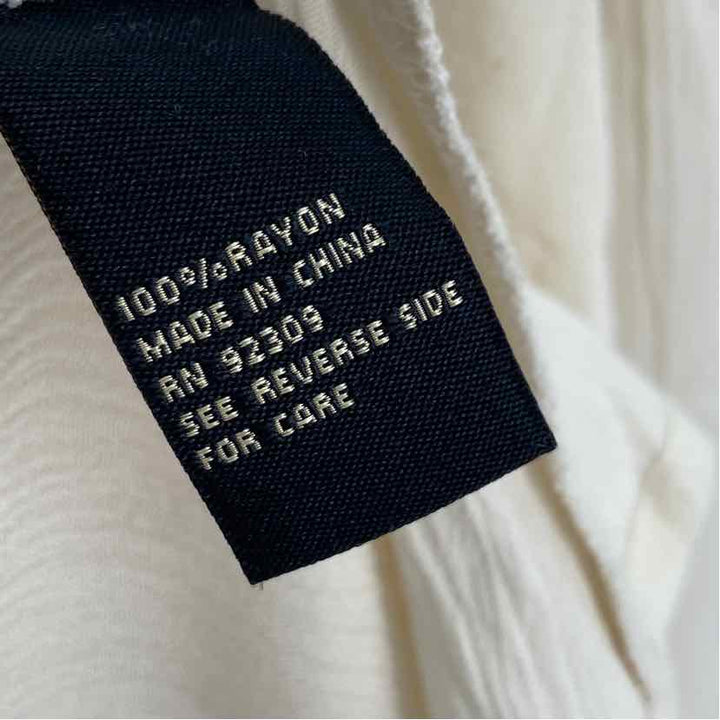 100%RAYON
MADE IN CHINA
RN 92309
SEE REVERSE SIDE
FOR CARE